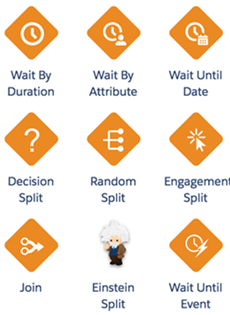 Wait By Wait By Wait Until
Duration Attribute Date
Decision Random Engagement
Split Split Split
Join Einstein Wait Until
Split Event